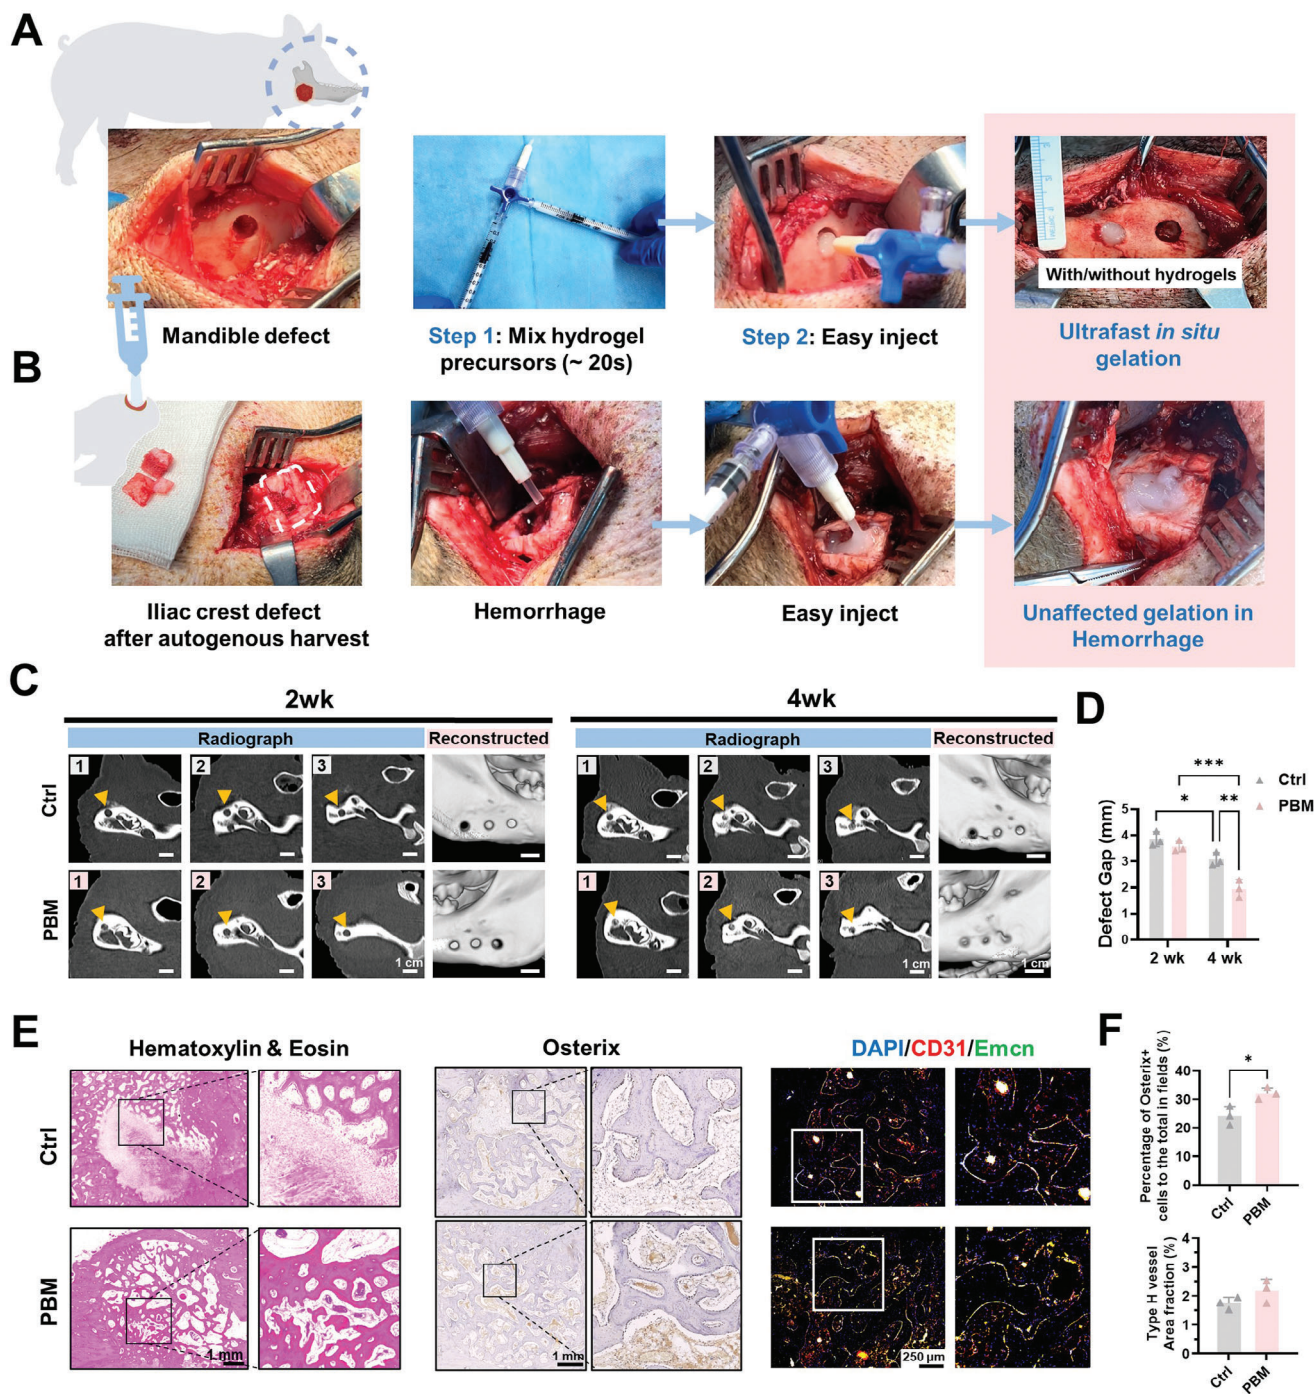 A
With/without hydrogels
Mandible defect
Step 1: Mix hydrogel
precursors (~ 20s)
Step 2: Easy inject
Ultrafast in situ
gelation
B
Iliac crest defect
after autogenous harvest
Hemorrhage
Easy inject
Unaffected gelation in
Hemorrhage
C
2wk
4wk
Radiograph
Reconstructed
Radiograph
Reconstructed
Ctrl
1
2
3
1
2
3
PBM
1
2
3
1 cm
1
2
3
1 cm
D
Defect Gap (mm)
5
4
3
2
1
0
2 wk
4 wk
*
***
**
Ctrl
PBM
E
Hematoxylin & Eosin
Osterix
DAPI/CD31/Emcn
Ctrl
PBM
1 mm
1 mm
250 µm
F
Percentage of Osterix+
cells to the total in fields (%)
40
30
20
10
0
*
Ctrl
PBM
Type H vessel
Area fraction (%)
4
3
2
1
0
Ctrl
PBM